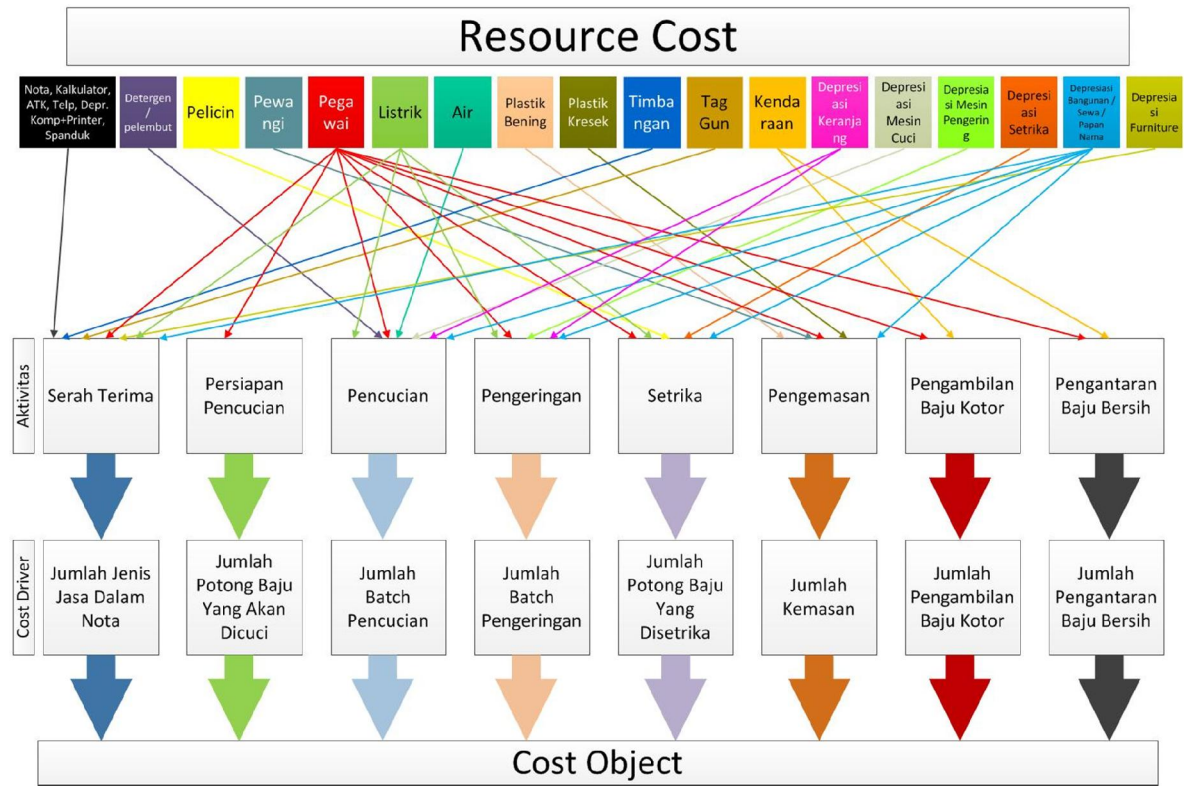 Resource Cost
Nota, Kalkulator,
ATK, Telp, Depr.
Komp+Printer,
Spanduk
Detergen
/
pelembut
Pelicin
Pewa
ngi
Pega
wai
Listrik
Air
Plastik
Bening
Plastik
Kresek
Timba
ngan
Tag
Gun
Kenda
raan
Depresi
asi
Keranja
ng
Depresi
asi
Mesin
Cuci
Depresia
si Mesin
Pengerin
g
Depresi
asi
Setrika
Depresiasi
Bangunan /
Sewa /
Papan
Nama
Depresia
si
Furniture
Aktivitas
Serah Terima
Persiapan
Pencucian
Pencucian
Pengeringan
Setrika
Pengemasan
Pengambilan
Baju Kotor
Pengantaran
Baju Bersih
Cost Driver
Jumlah Jenis
Jasa Dalam
Nota
Jumlah
Potong Baju
Yang Akan
Dicuci
Jumlah
Batch
Pencucian
Jumlah
Batch
Pengeringan
Jumlah
Potong Baju
Yang
Disetrika
Jumlah
Kemasan
Jumlah
Pengambilan
Baju Kotor
Jumlah
Pengantaran
Baju Bersih
Cost Object